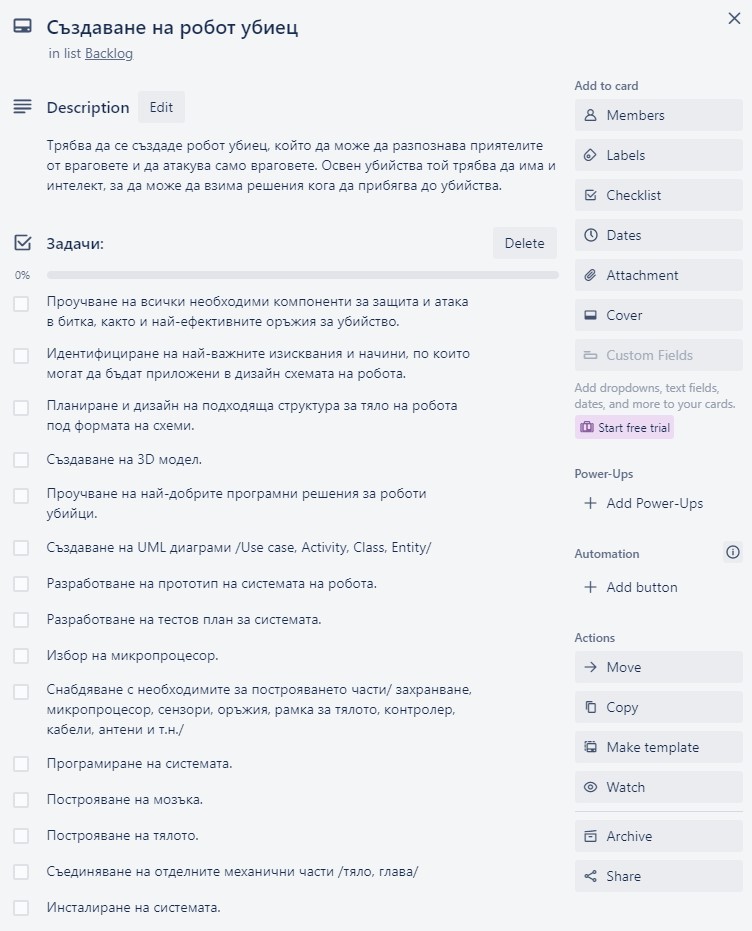 Създаване на робот убиец
in list Backlog
Description
Edit
Трябва да се създаде робот убиец, който да може да разпознава приятелите
от враговете и да атакува само враговете. Освен убийства той трябва да има и
интелект, за да може да взима решения кога да прибягва до убийства.
Задачи:
Delete
0%
Проучване на всички необходими компоненти за защита и атака
в битка, както и най-ефективните оръжия за убийство.
Идентифициране на най-важните изисквания и начини, по които
могат да бъдат приложени в дизайн схемата на робота.
Планиране и дизайн на подходяща структура за тяло на робота
под формата на схеми.
Създаване на 3D модел.
Проучване на най-добрите програмни решения за роботи
убийци.
Създаване на UML диаграми /Use case, Activity, Class, Entity/
Разработване на прототип на системата на робота.
Разработване на тестов план за системата.
Избор на микропроцесор.
Снабдяване с необходимите за построяването части/ захранване,
микропроцесор, сензори, оръжия, рамка за тялото, контролер,
кабели, антени и т.н./
Програмиране на системата.
Построяване на мозъка.
Построяване на тялото.
Съединяване на отделните механични части /тяло, глава/
Инсталиране на системата.
Add to card
Members
Labels
Checklist
Dates
Attachment
Cover
Custom Fields
Add dropdowns, text fields,
dates, and more to your cards.
Start free trial
Power-Ups
Add Power-Ups
Automation
Add button
Actions
Move
Copy
Make template
Watch
Archive
Share